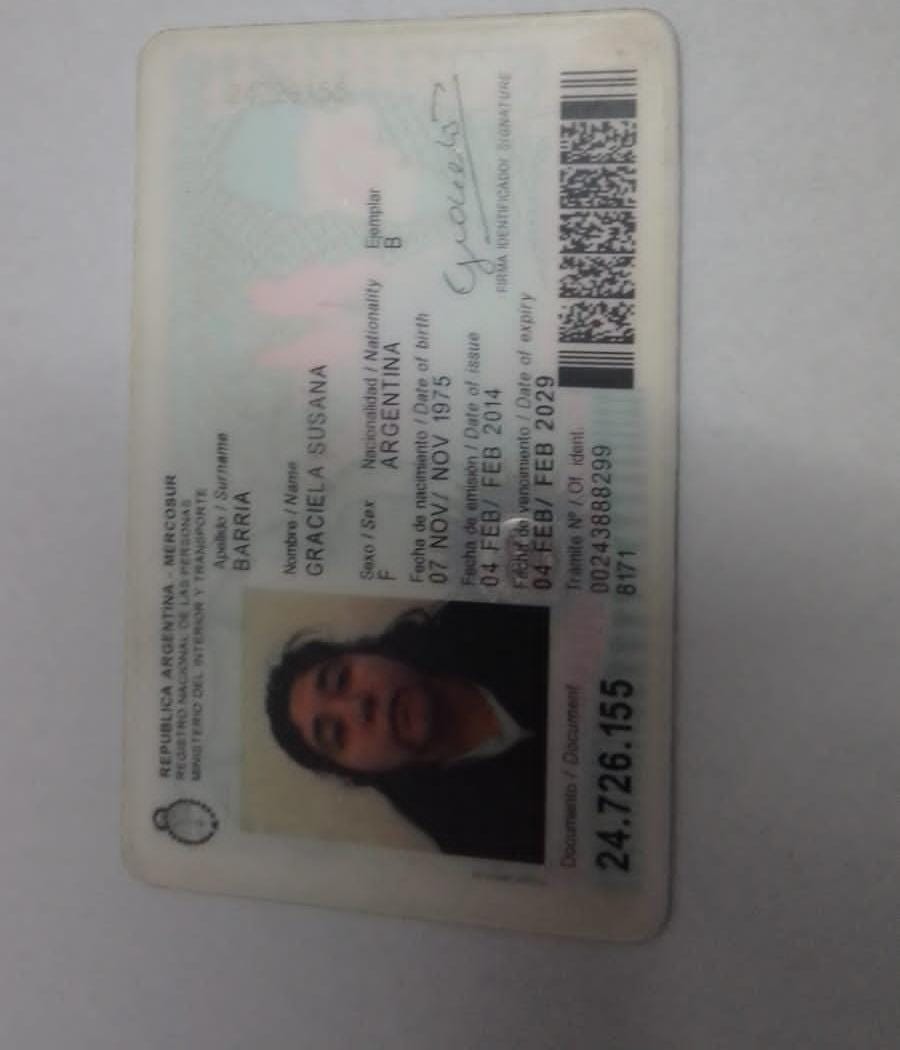 REPUBLICA ARGENTINA - MERCOSUR
REGISTRO NACIONAL DE LAS PERSONAS
MINISTERIO DEL INTERIOR Y TRANSPORTE
Apellido / Surname
BARRIA
Nombre / Name
GRACIELA SUSANA
Sexo / Sex Nacionalidad / Nationality Ejemplar
F ARGENTINA B
Fecha de nacimiento / Date of birth
07 NOV/ NOV 1975
Fecha de emisión / Date of issue
04 FEB/ FEB 2014
Fecha de vencimiento / Date of expiry
04 FEB/ FEB 2029
FIRMA IDENTIFICADO/ SIGNATURE
Documento / Document
24.726.155
Tramite Nº / Of ident.
00243888299
8171